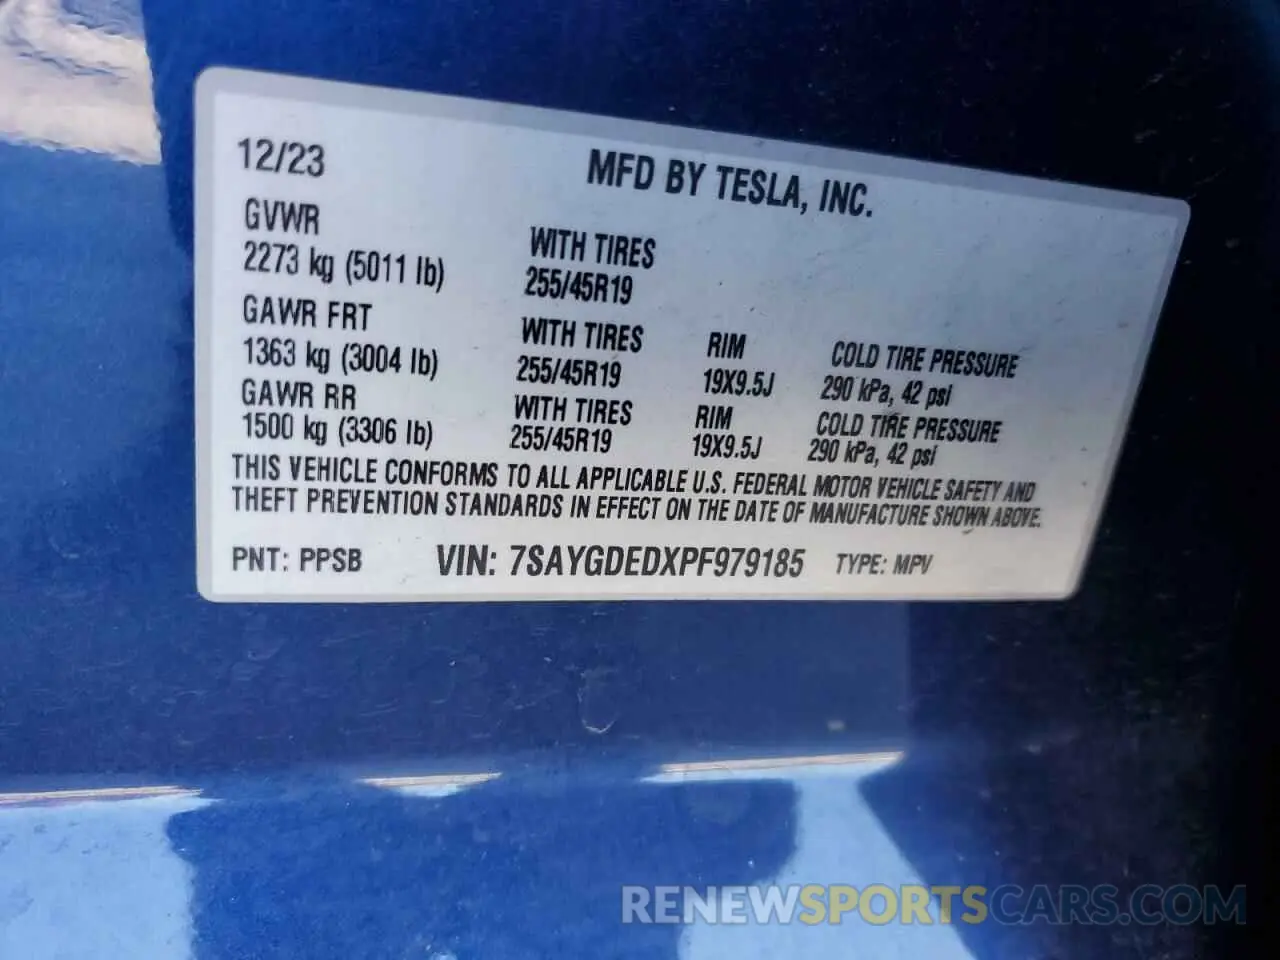 12/23 MFD BY TESLA, INC.
GVWR
2273 kg (5011 lb) WITH TIRES 255/45R19
GAWR FRT WITH TIRES RIM COLD TIRE PRESSURE
1363 kg (3004 lb) 255/45R19 19X9.5J 290 kPa, 42 psi
GAWR RR WITH TIRES RIM COLD TIRE PRESSURE
1500 kg (3306 lb) 255/45R19 19X9.5J 290 kPa, 42 psi
THIS VEHICLE CONFORMS TO ALL APPLICABLE U.S. FEDERAL MOTOR VEHICLE SAFETY AND
THEFT PREVENTION STANDARDS IN EFFECT ON THE DATE OF MANUFACTURE SHOWN ABOVE.
PNT: PPSB VIN: 7SAYGDEDXPF979185 TYPE: MPV
RENEWSPORTSCARS.COM